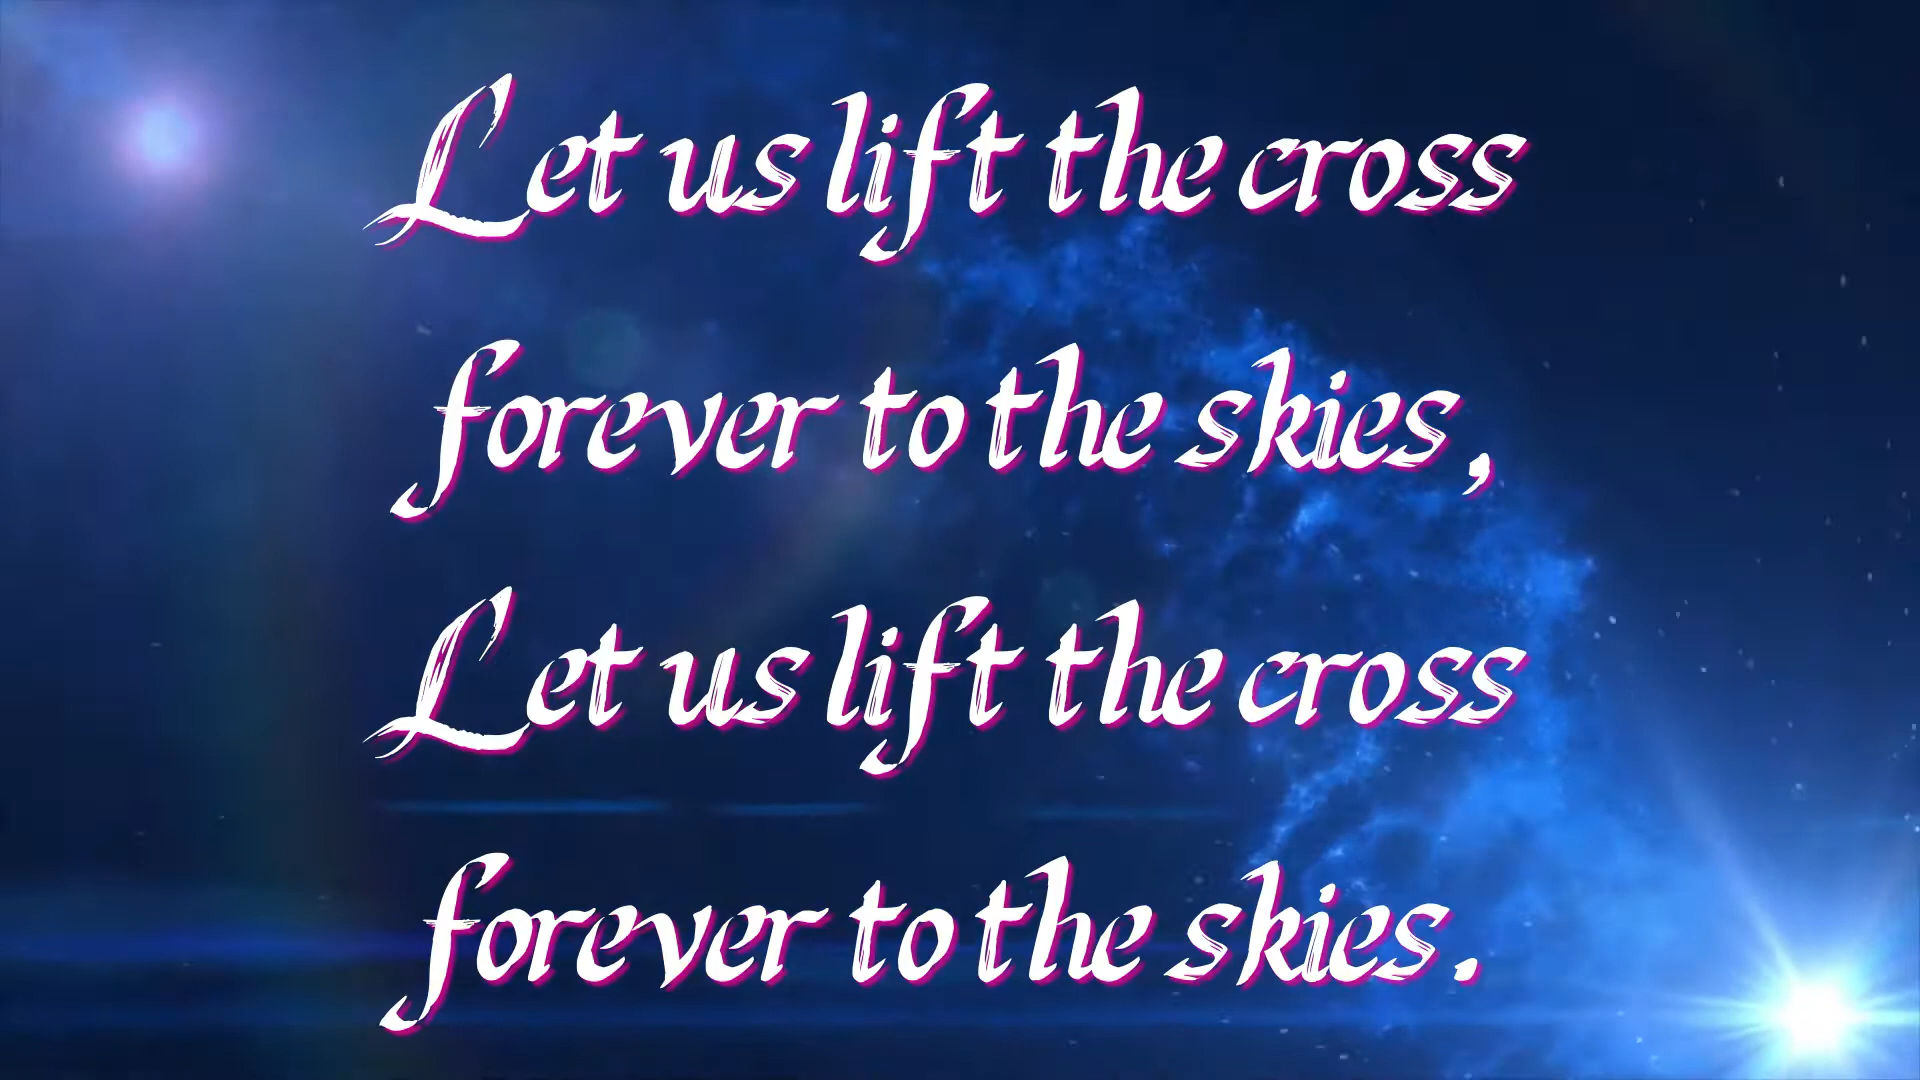 Let us lift the cross
forever to the skies,
Let us lift the cross
forever to the skies.